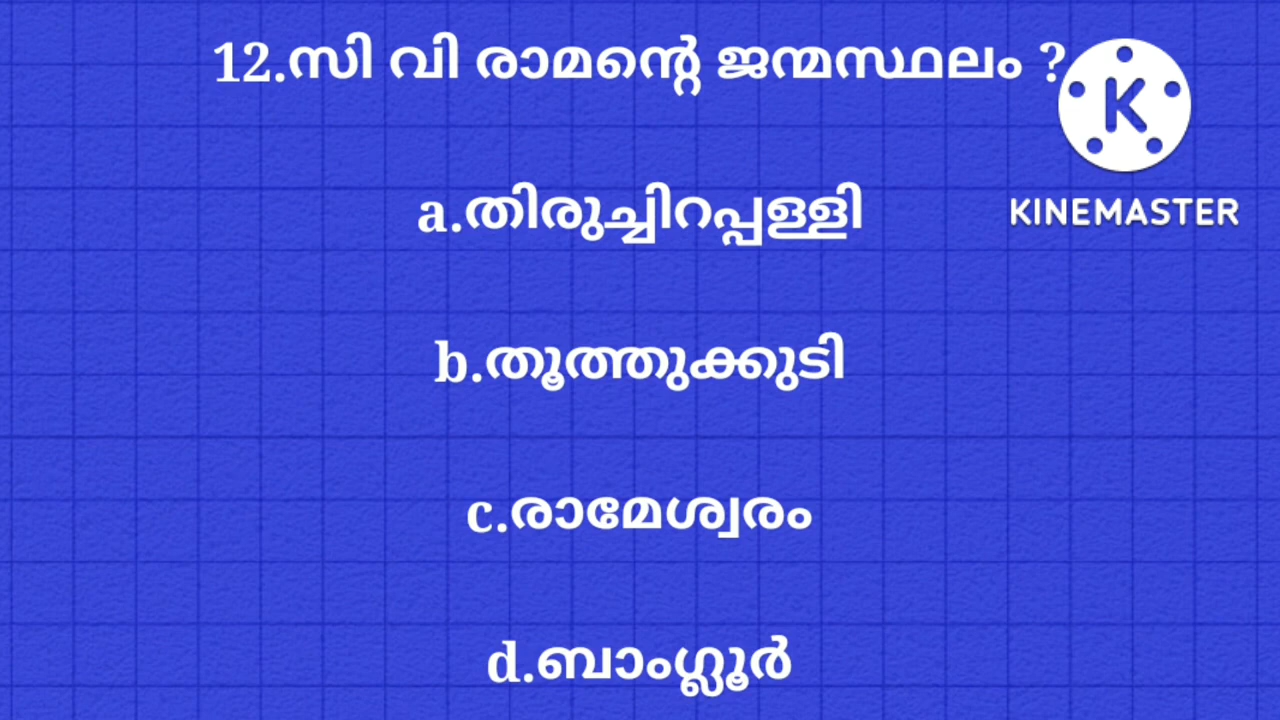 12.സി വി രാമന്റെ ജന്മസ്ഥലം ?
K
KINEMASTER
a.തിരുച്ചിറപ്പള്ളി
b.തൂത്തുക്കുടി
c.രാമേശ്വരം
d.ബാംഗ്ലൂർ